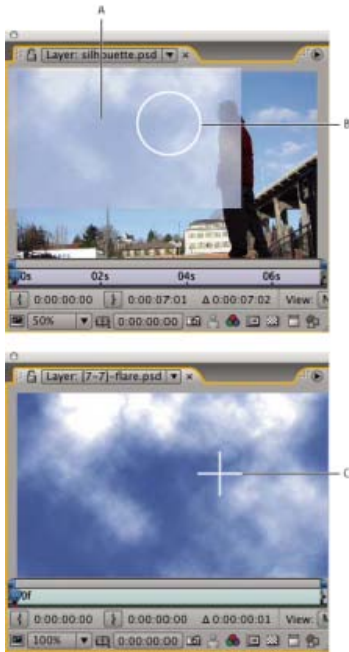 A
Layer: silhouette.psd
B
00s 02s 04s 06s
0:00:00:00 0:00:07:01 Δ 0:00:07:02 View:
50% 0:00:00:00
Layer: [7-7]-flare.psd
C
0f
0:00:00:00 0:00:00:00 Δ 0:00:00:01 View:
100% 0:00:00:00